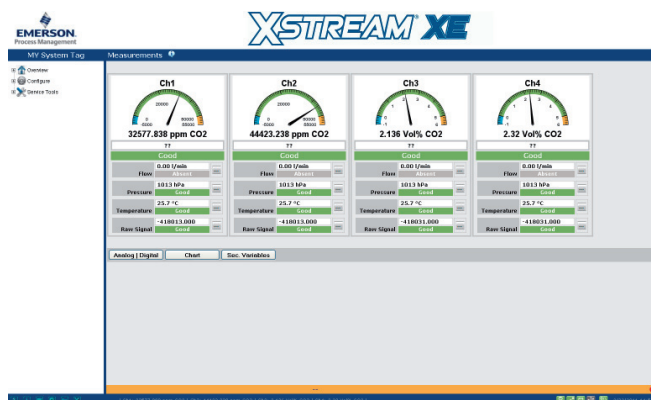 EMERSON
Process Management
XSTREAM XE
MY System Tag
Measurements
Overview
Configure
Service Tools
Ch1
20000
32577.838 ppm CO2
??
Good
0.00 l/min
Flow
Absent
1013 hPa
Pressure
Good
25.7 °C
Temperature
Good
-418013.000
Raw Signal
Good
Ch2
20000
44423.238 ppm CO2
??
Good
0.00 l/min
Flow
Absent
1013 hPa
Pressure
Good
25.7 °C
Temperature
Good
-418013.000
Raw Signal
Good
Ch3
2.136 Vol% CO2
??
Good
0.00 l/min
Flow
Absent
1013 hPa
Pressure
Good
25.7 °C
Temperature
Good
-418031.000
Raw Signal
Good
Ch4
2.32 Vol% CO2
??
Good
0.00 l/min
Flow
Absent
1013 hPa
Pressure
Good
25.7 °C
Temperature
Good
-418031.000
Raw Signal
Good
Analog | Digital
Chart
Sec. Variables